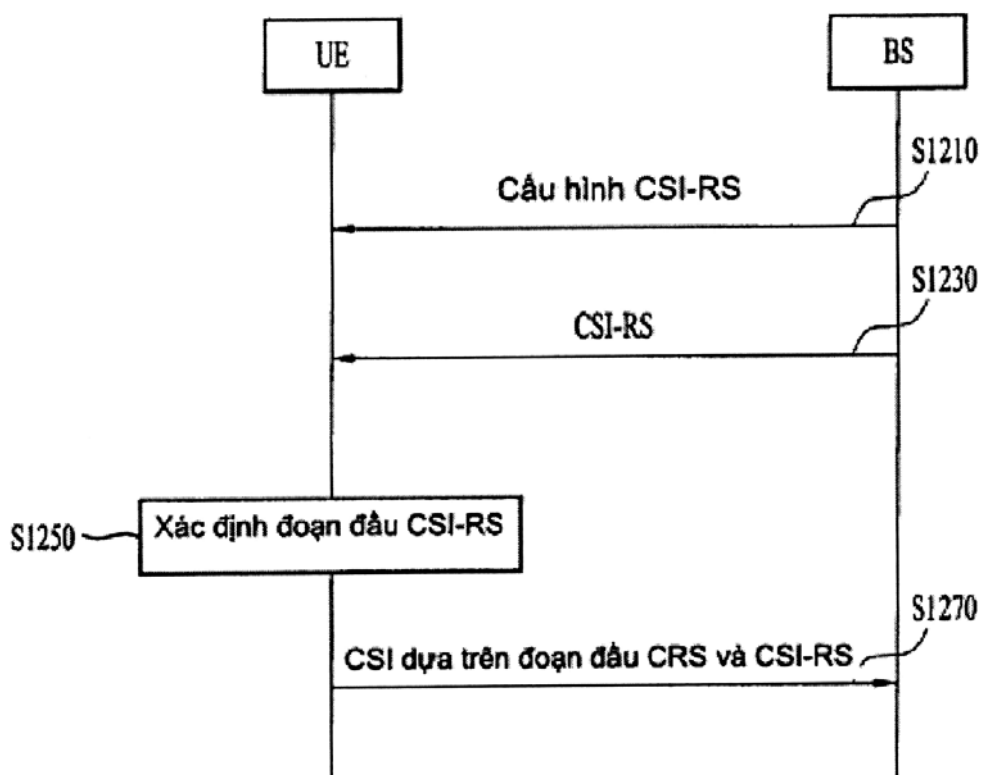 UE
BS
S1210
Cấu hình CSI-RS
S1230
CSI-RS
S1250
Xác định đoạn đầu CSI-RS
S1270
CSI dựa trên đoạn đầu CRS và CSI-RS